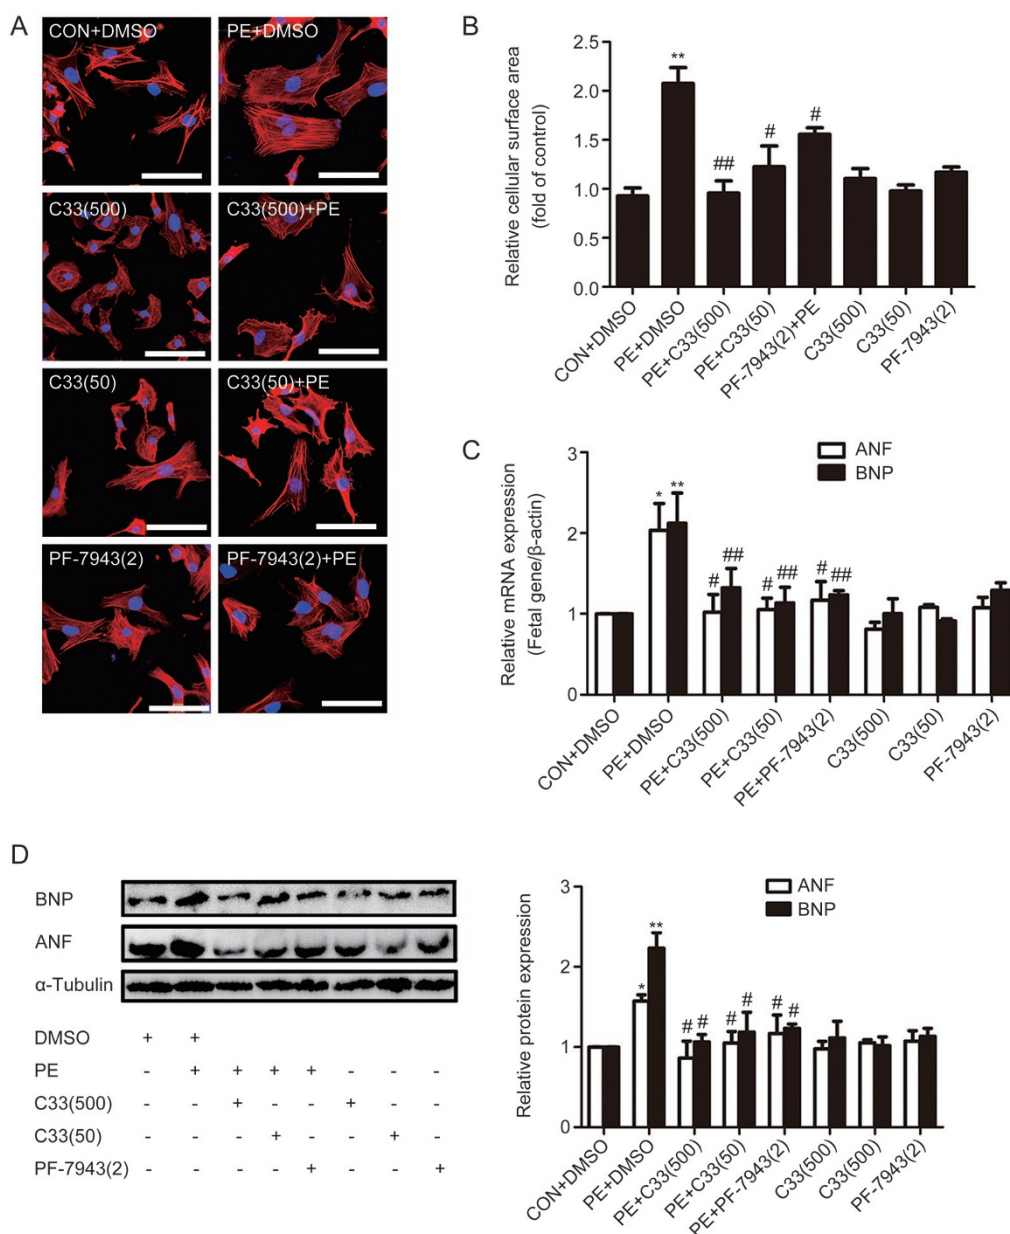 A
CON+DMSO
PE+DMSO
C33(500)
C33(500)+PE
C33(50)
C33(50)+PE
PF-7943(2)
PF-7943(2)+PE
B
Relative cellular surface area
(fold of control)
2.5
2.0
1.5
1.0
0.5
0.0
**
##
#
#
CON+DMSO
PE+DMSO
PE+C33(500)
PE+C33(50)
PF-7943(2)+PE
C33(500)
C33(50)
PF-7943(2)
C
Relative mRNA expression
(Fetal gene/β-actin)
3
2
1
0
ANF
BNP
* **
# ##
# ##
# ##
CON+DMSO
PE+DMSO
PE+C33(500)
PE+C33(50)
PE+PF-7943(2)
C33(500)
C33(50)
PF-7943(2)
D
BNP
ANF
α-Tubulin
DMSO + + - - - - - -
PE - + + + + - - -
C33(500) - - + - - + - -
C33(50) - - - + - - + -
PF-7943(2) - - - - + - - +
Relative protein expression
3
2
1
0
ANF
BNP
* **
# #
# #
# #
CON+DMSO
PE+DMSO
PE+C33(500)
PE+C33(50)
PE+PF-7943(2)
C33(500)
C33(500)
PF-7943(2)